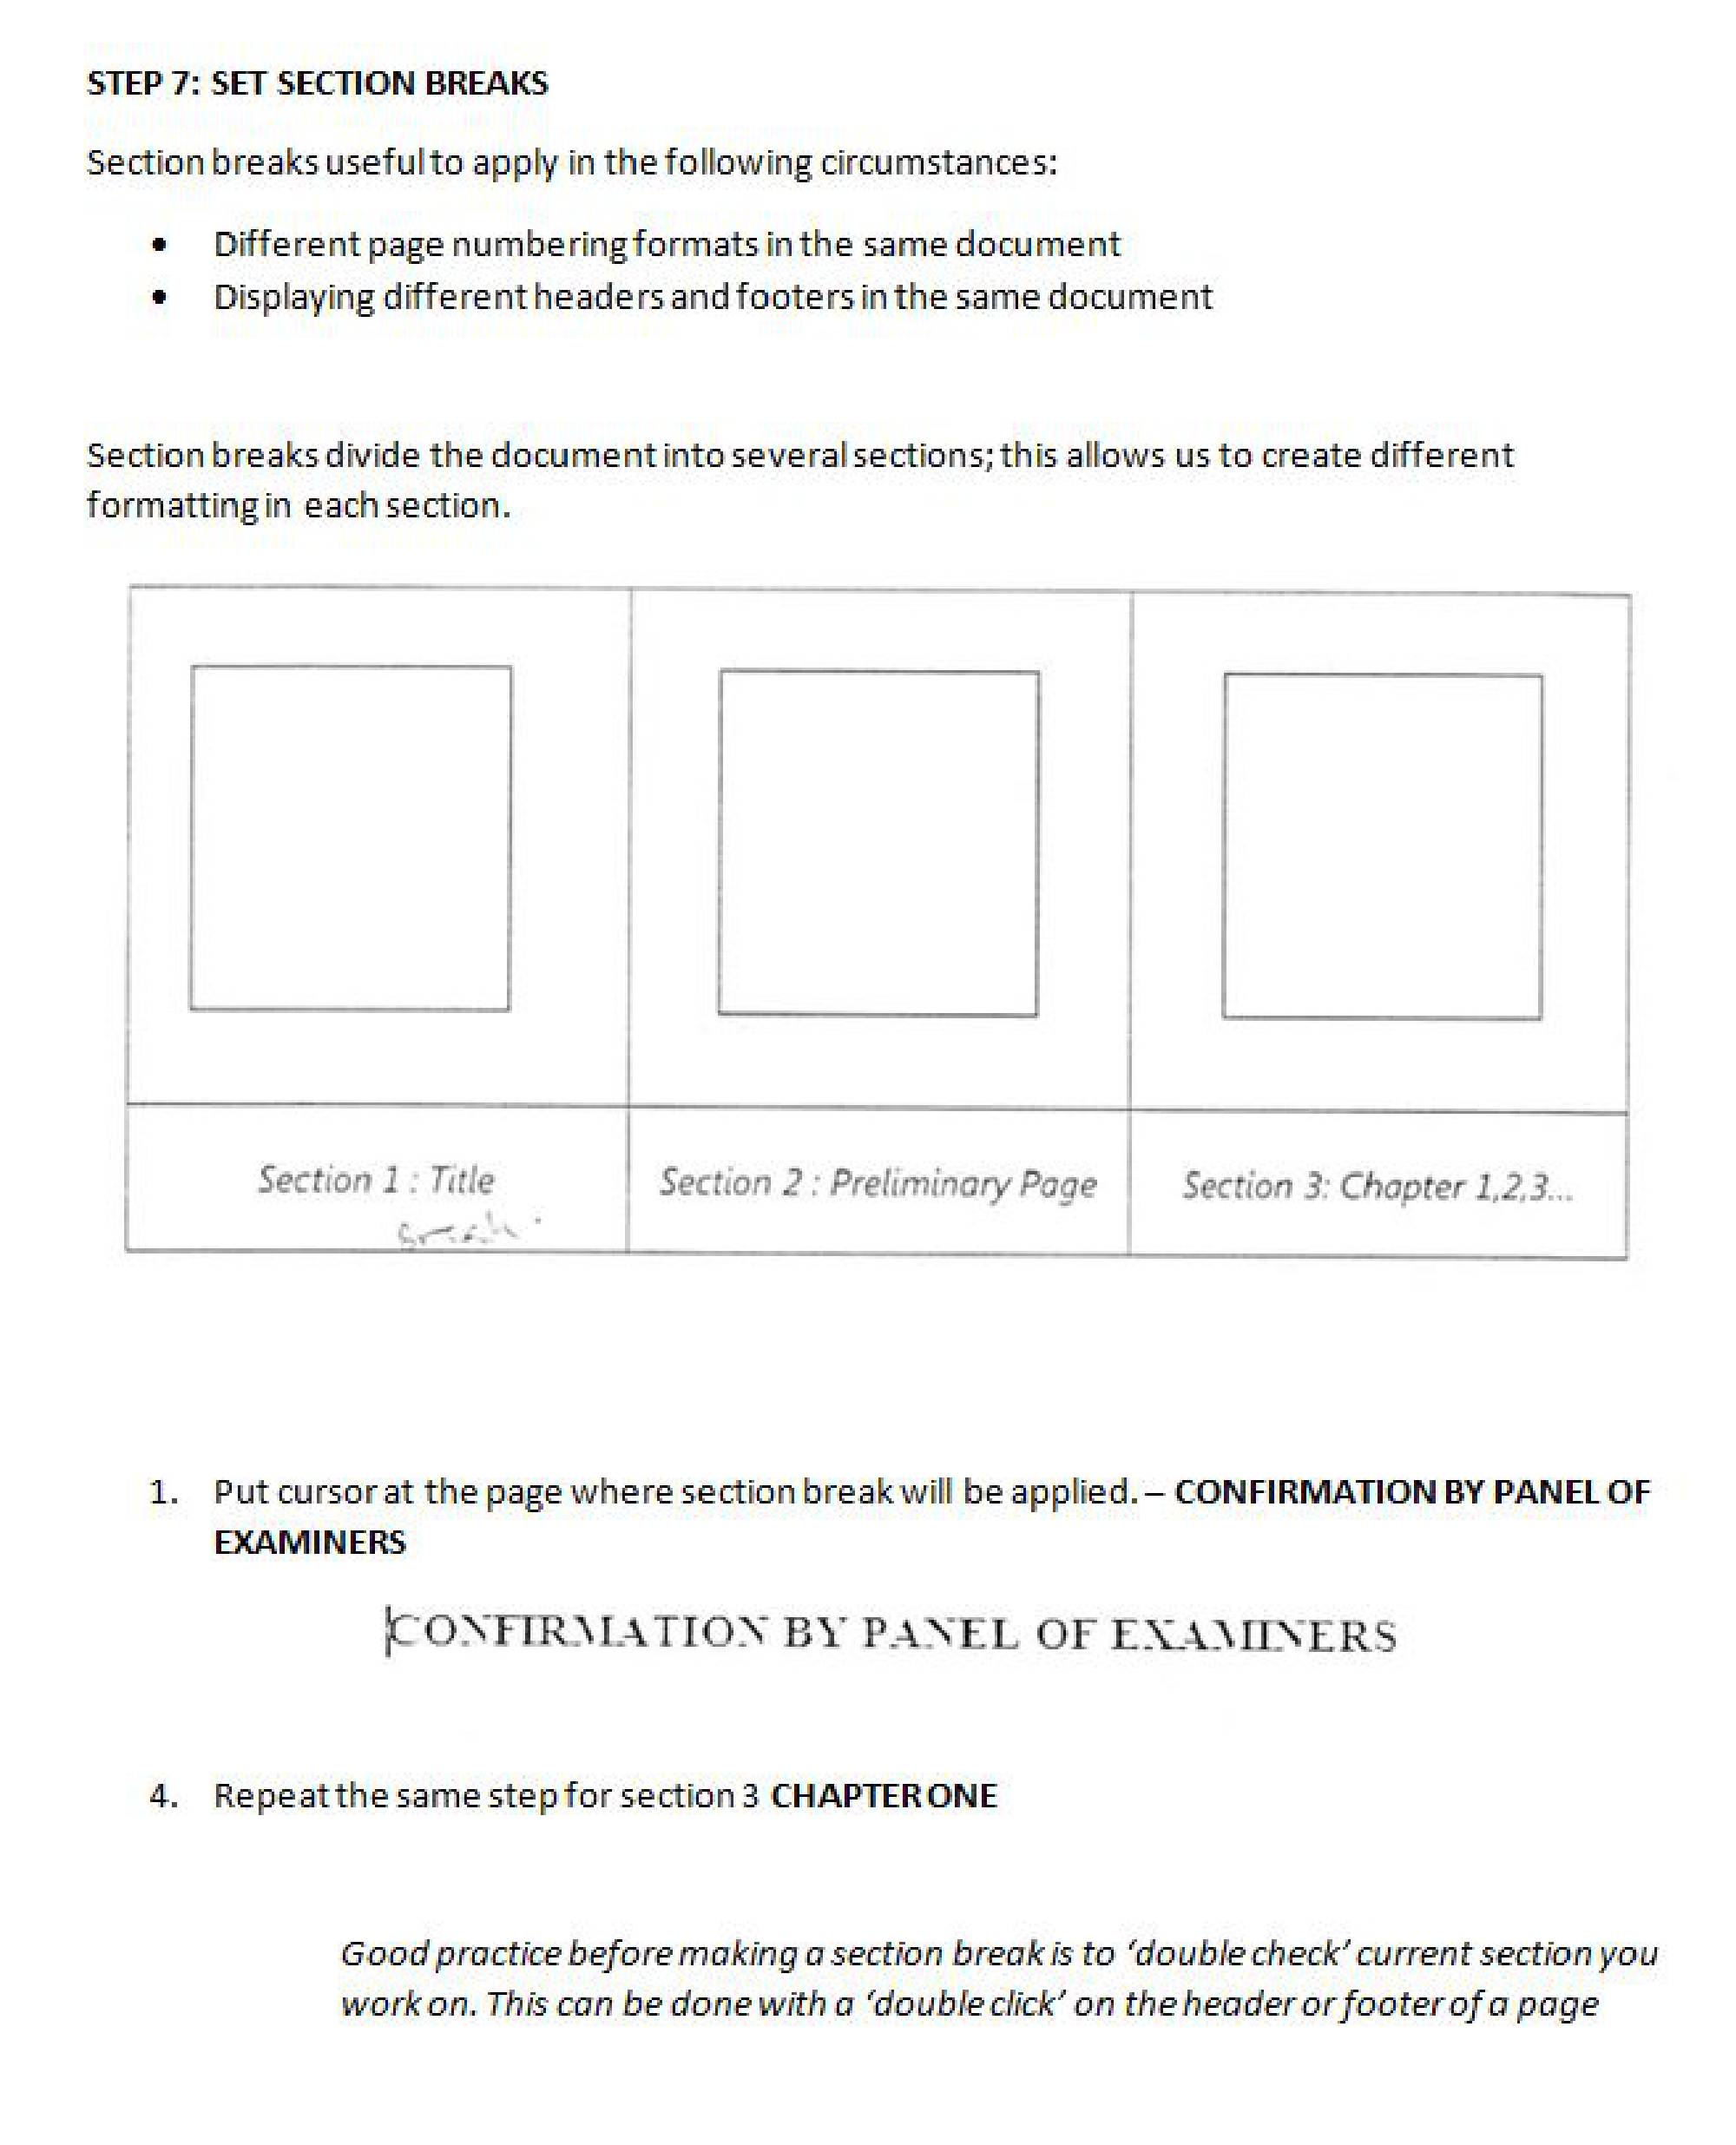 STEP 7: SET SECTION BREAKS
Section breaks useful to apply in the following circumstances:
• Different page numbering formats in the same document
• Displaying different headers and footers in the same document
Section breaks divide the document into several sections; this allows us to create different
formatting in each section.
Section 1 : Title
Section 2 : Preliminary Page
Section 3: Chapter 1,2,3...
1. Put cursor at the page where section break will be applied. – CONFIRMATION BY PANEL OF
EXAMINERS
CONFIRMATION BY PANEL OF EXAMINERS
4. Repeat the same step for section 3 CHAPTER ONE
Good practice before making a section break is to ‘double check’ current section you
work on. This can be done with a ‘double click’ on the header or footer of a page